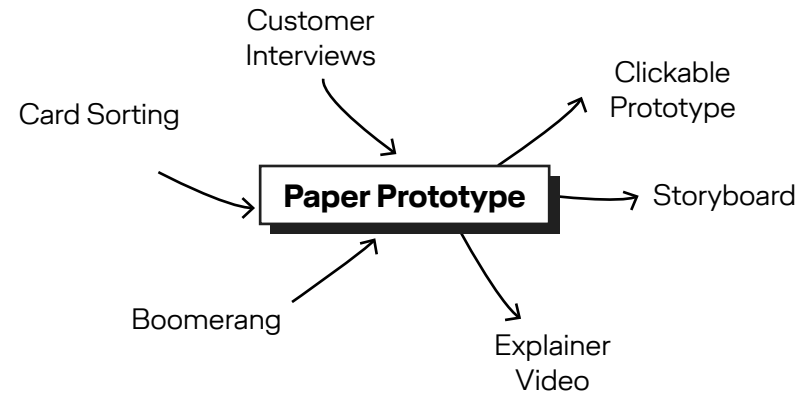 Customer
Interviews
Clickable
Prototype
Card Sorting
Paper Prototype
Storyboard
Boomerang
Explainer
Video